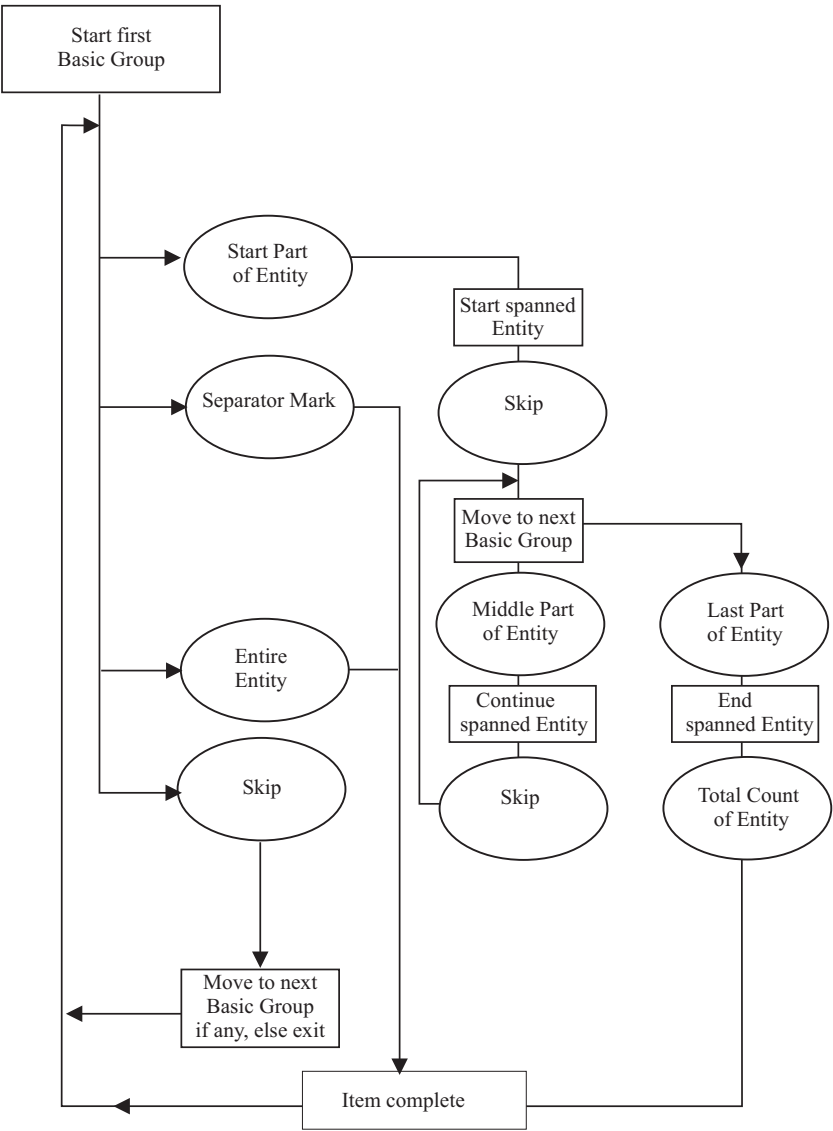 Start first
Basic Group
Start Part
of Entity
Start spanned
Entity
Separator Mark
Skip
Move to next
Basic Group
Middle Part
of Entity
Last Part
of Entity
Entire
Entity
Continue
spanned Entity
End
spanned Entity
Skip
Skip
Total Count
of Entity
Move to next
Basic Group
if any, else exit
Item complete